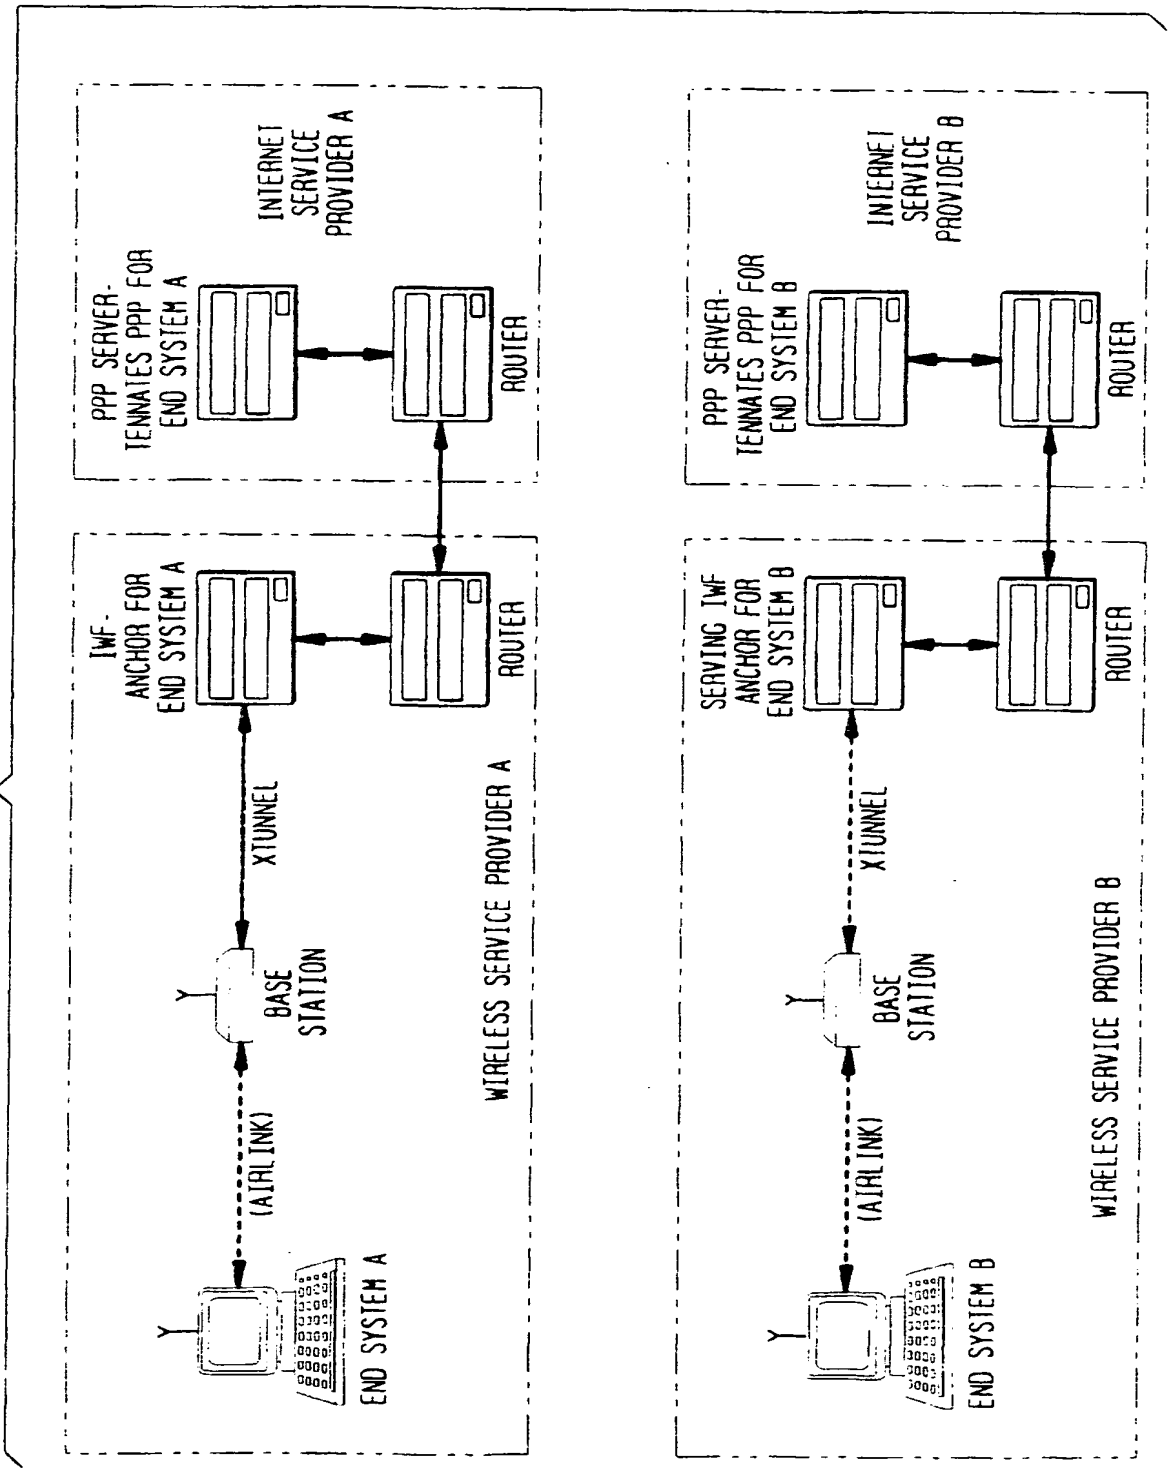 PPP SERVER-
TENNATES PPP FOR
END SYSTEM A
INTERNET
SERVICE
PROVIDER A
ROUTER
IWF-
ANCHOR FOR
END SYSTEM A
ROUTER
XTUNNEL
BASE
STATION
(AIRLINK)
END SYSTEM A
WIRELESS SERVICE PROVIDER A
PPP SERVER-
TENNATES PPP FOR
END SYSTEM B
INTERNET
SERVICE
PROVIDER B
ROUTER
SERVING IWF
ANCHOR FOR
END SYSTEM B
ROUTER
XTUNNEL
BASE
STATION
(AIRLINK)
END SYSTEM B
WIRELESS SERVICE PROVIDER B